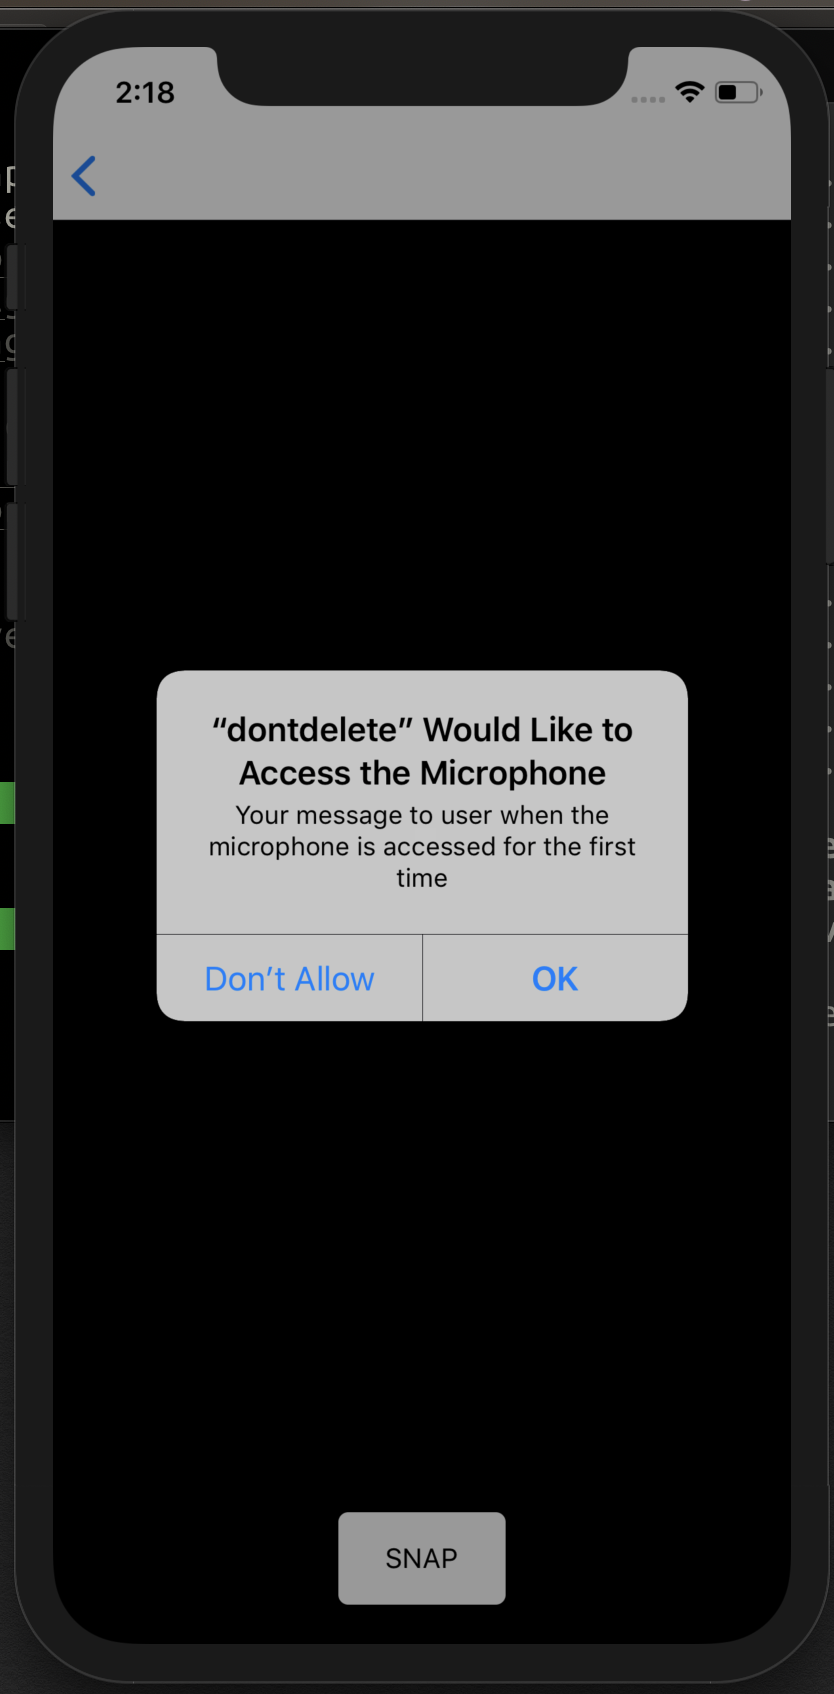 2:18
“dontdelete” Would Like to
Access the Microphone
Your message to user when the
microphone is accessed for the first
time
Don’t Allow
OK
SNAP